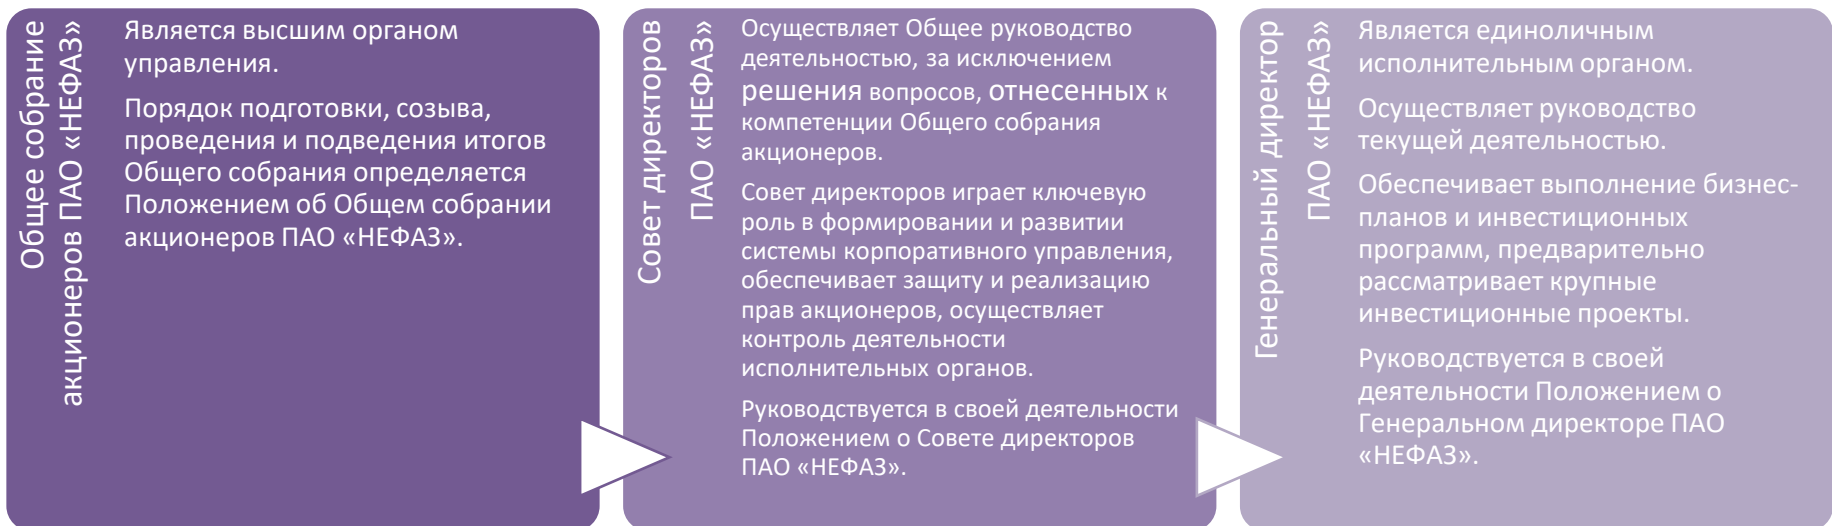 Общее собрание
акционеров ПАО «НЕФАЗ»
Является высшим органом
управления.
Порядок подготовки, созыва,
проведения и подведения итогов
Общего собрания определяется
Положением об Общем собрании
акционеров ПАО «НЕФАЗ».
Совет директоров
ПАО «НЕФАЗ»
Осуществляет Общее руководство
деятельностью, за исключением
решения вопросов, отнесенных к
компетенции Общего собрания
акционеров.
Совет директоров играет ключевую
роль в формировании и развитии
системы корпоративного управления,
обеспечивает защиту и реализацию
прав акционеров, осуществляет
контроль деятельности
исполнительных органов.
Руководствуется в своей деятельности
Положением о Совете директоров
ПАО «НЕФАЗ».
Генеральный директор
ПАО «НЕФАЗ»
Является единоличным
исполнительным органом.
Осуществляет руководство
текущей деятельностью.
Обеспечивает выполнение бизнес-
планов и инвестиционных
программ, предварительно
рассматривает крупные
инвестиционные проекты.
Руководствуется в своей
деятельности Положением о
Генеральном директоре ПАО
«НЕФАЗ».